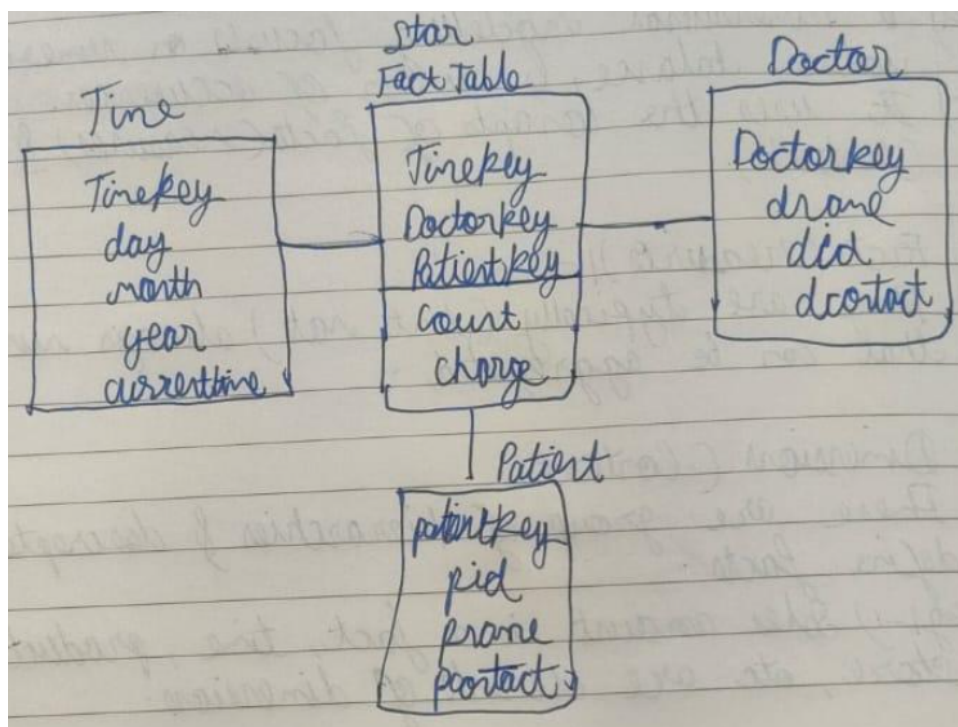 Star
Fact Table
Time
Timekey
day
month
year
currenttime
Timekey
Doctorkey
Patientkey
count
charge
Doctor
Doctorkey
drname
did
dcontact
Patient
patientkey
pid
pname
pcontact